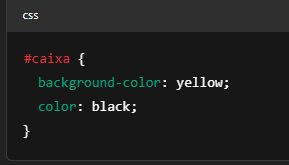 css
#caixa {
  background-color: yellow;
  color: black;
}